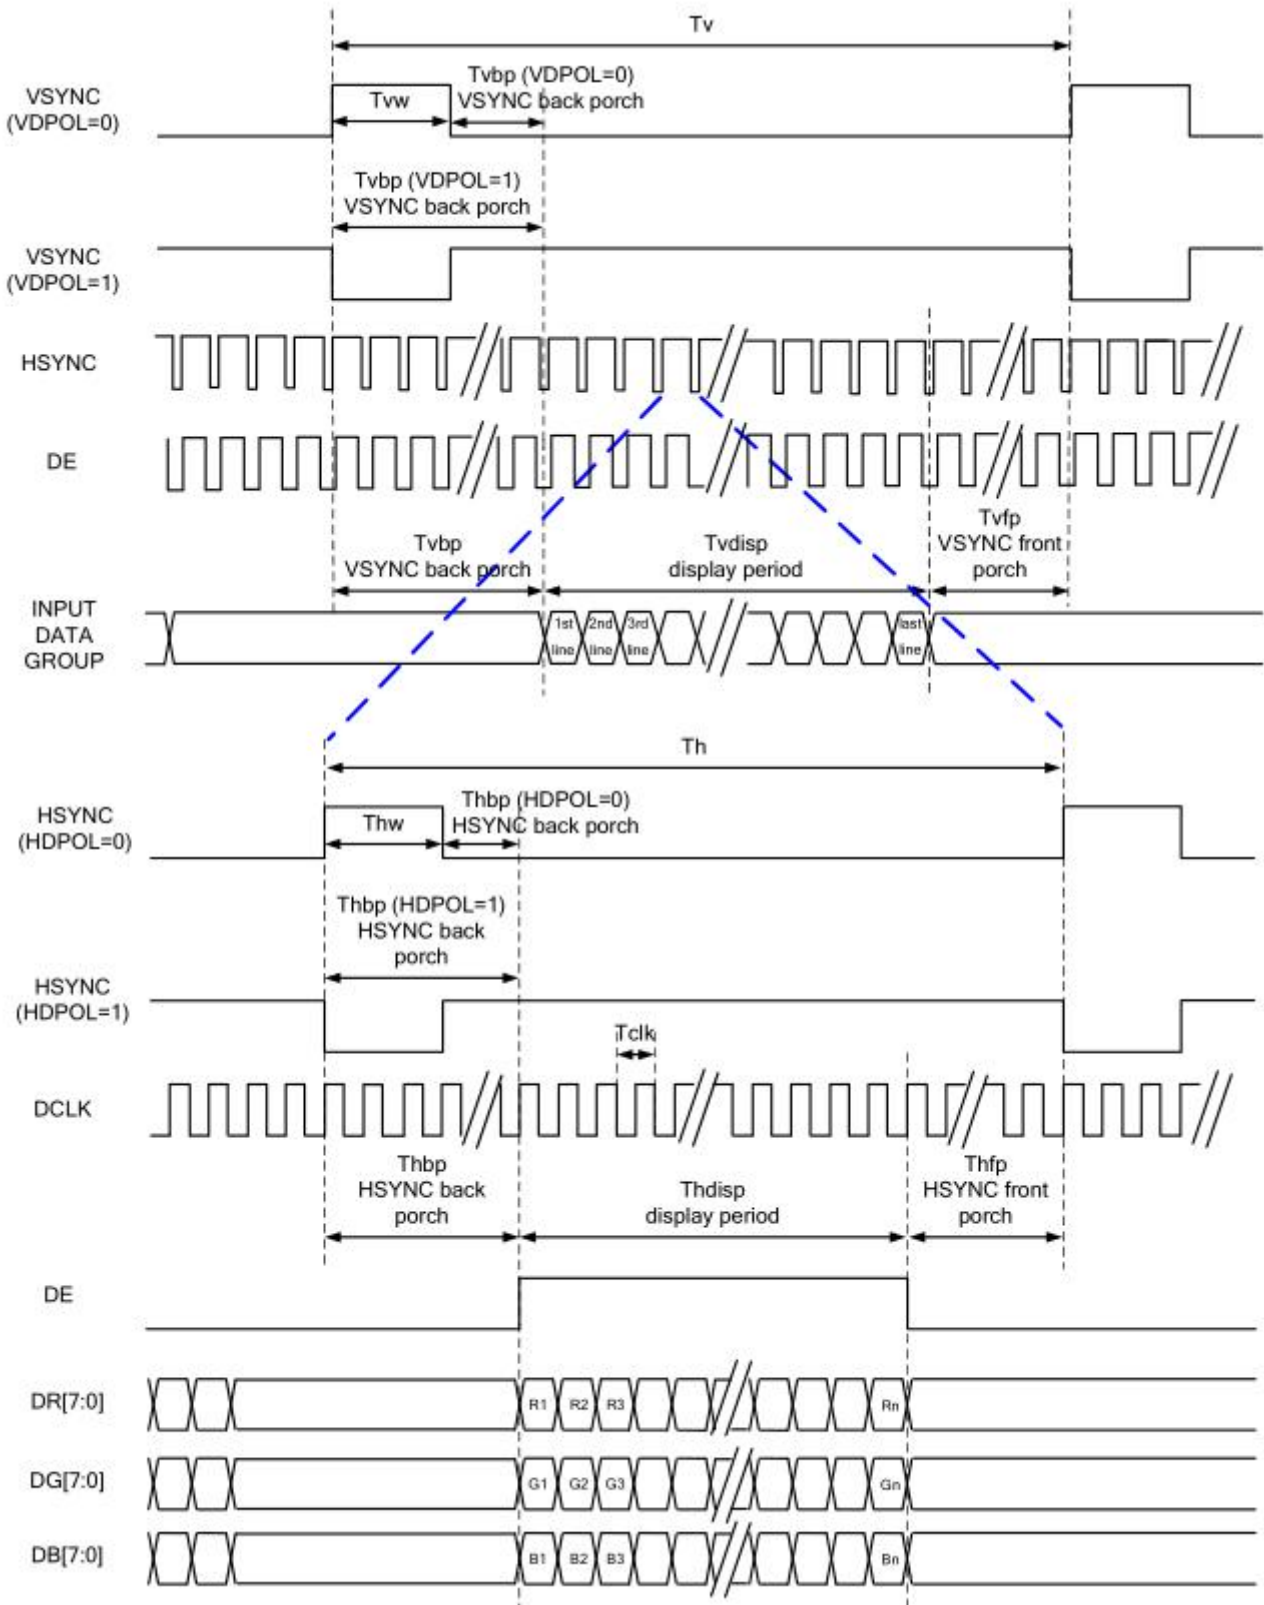 Tv
VSYNC
(VDPOL=0)
Tvw
Tvbp (VDPOL=0)
VSYNC back porch
Tvbp (VDPOL=1)
VSYNC back porch
VSYNC
(VDPOL=1)
HSYNC
DE
Tvbp
VSYNC back porch
Tvdisp
display period
Tvfp
VSYNC front
porch
INPUT
DATA
GROUP
1st
line
2nd
line
3rd
line
last
line
Th
HSYNC
(HDPOL=0)
Thw
Thbp (HDPOL=0)
HSYNC back porch
Thbp (HDPOL=1)
HSYNC back
porch
HSYNC
(HDPOL=1)
Tclk
DCLK
Thbp
HSYNC back
porch
Thdisp
display period
Thfp
HSYNC front
porch
DE
DR[7:0]
R1 R2 R3 Rn
DG[7:0]
G1 G2 G3 Gn
DB[7:0]
B1 B2 B3 Bn